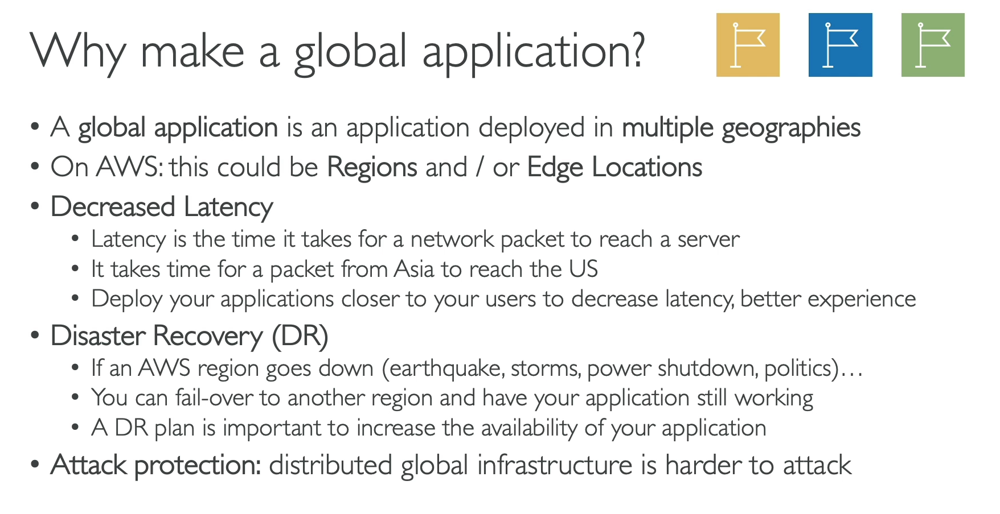 Why make a global application?
• A global application is an application deployed in multiple geographies
• On AWS: this could be Regions and / or Edge Locations
• Decreased Latency
• Latency is the time it takes for a network packet to reach a server
• It takes time for a packet from Asia to reach the US
• Deploy your applications closer to your users to decrease latency, better experience
• Disaster Recovery (DR)
• If an AWS region goes down (earthquake, storms, power shutdown, politics)…
• You can fail-over to another region and have your application still working
• A DR plan is important to increase the availability of your application
• Attack protection: distributed global infrastructure is harder to attack